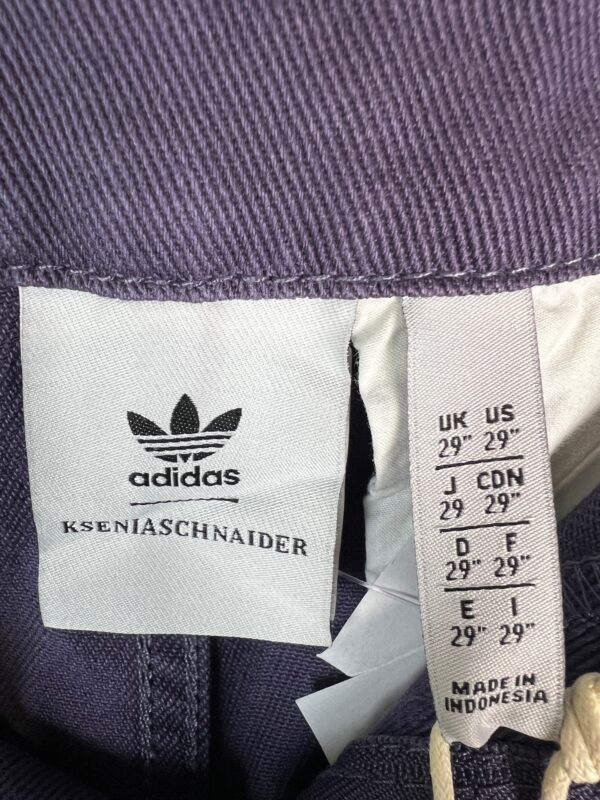 adidas
KSENIASCHNAIDER
UK US
29" 29"
J CDN
29 29"
D F
29" 29"
E I
29" 29"
MADE IN
INDONESIA